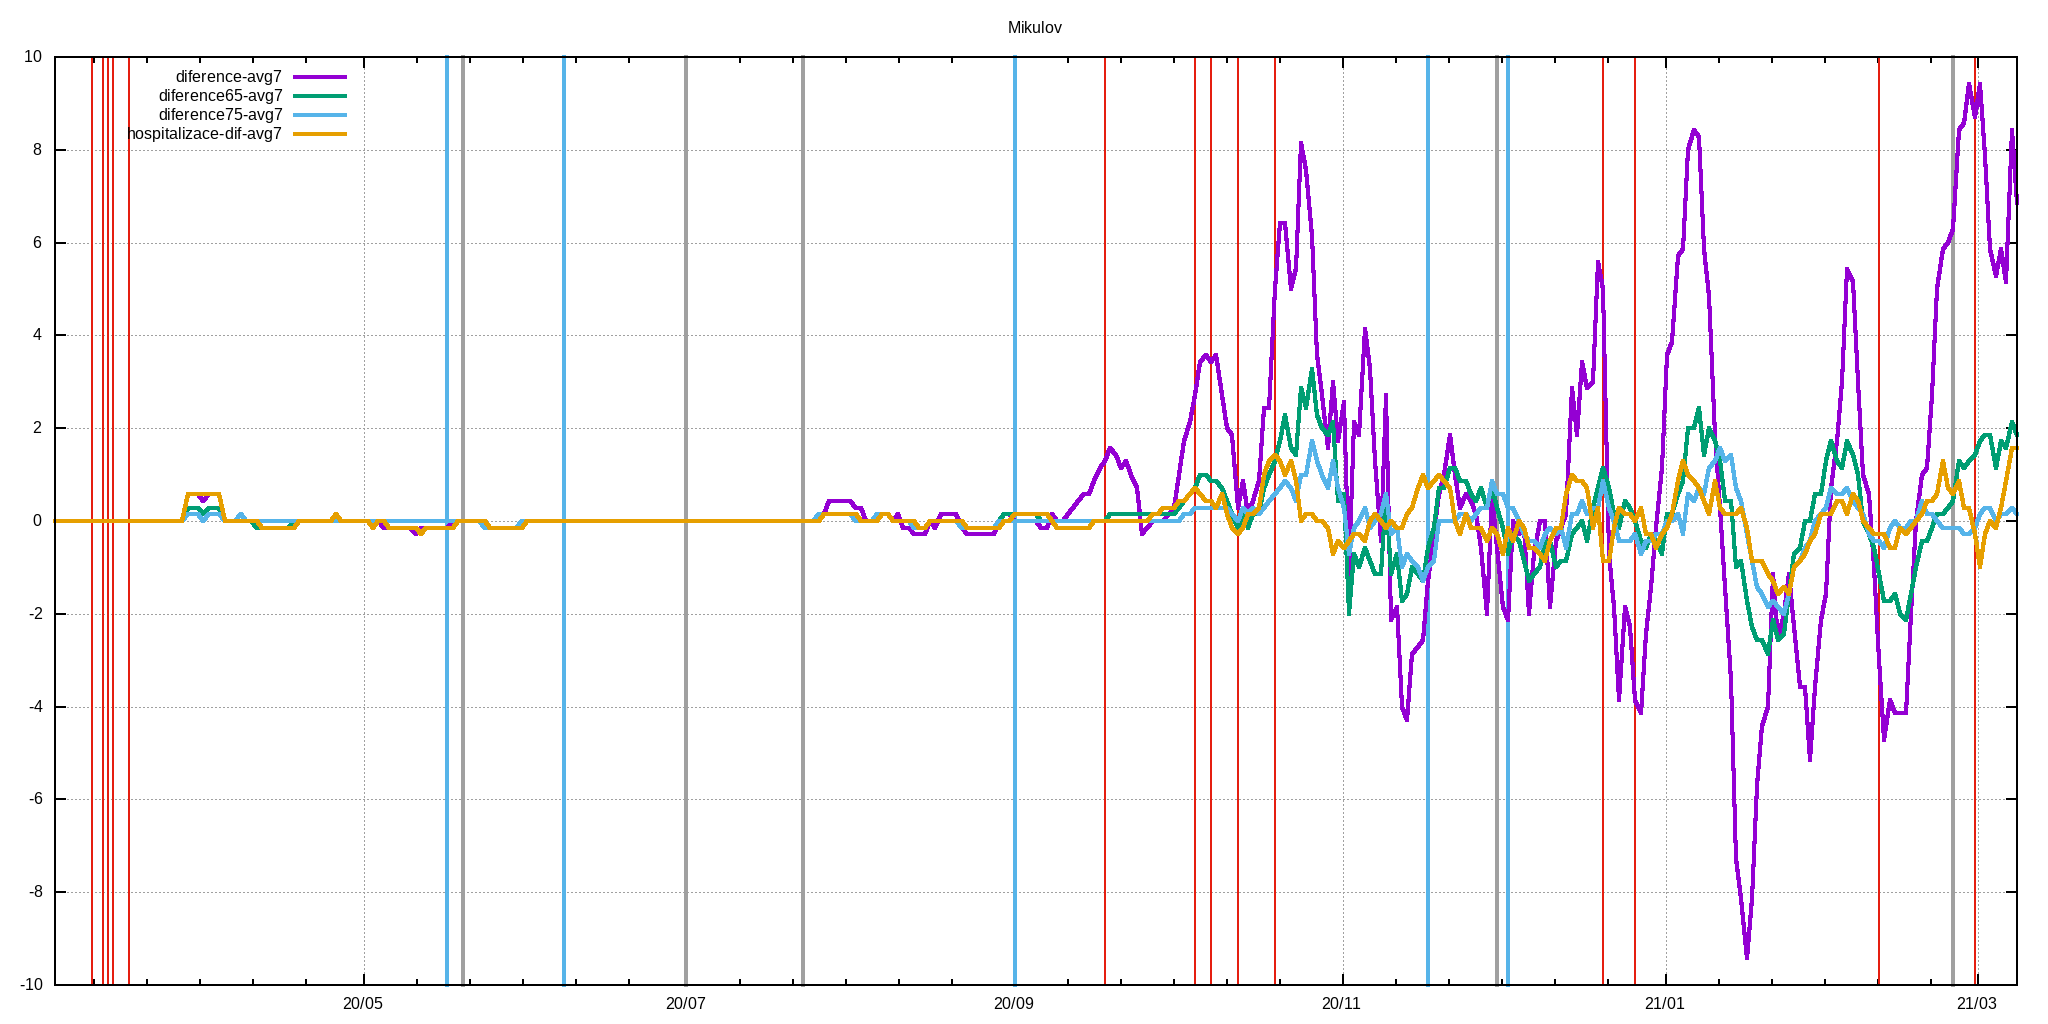 Mikulov
10
diference-avg7
diference65-avg7
diference75-avg7
hospitalizace-dif-avg7
8
6
4
2
0
-2
-4
-6
-8
-10
20/05 20/07 20/09 20/11 21/01 21/03